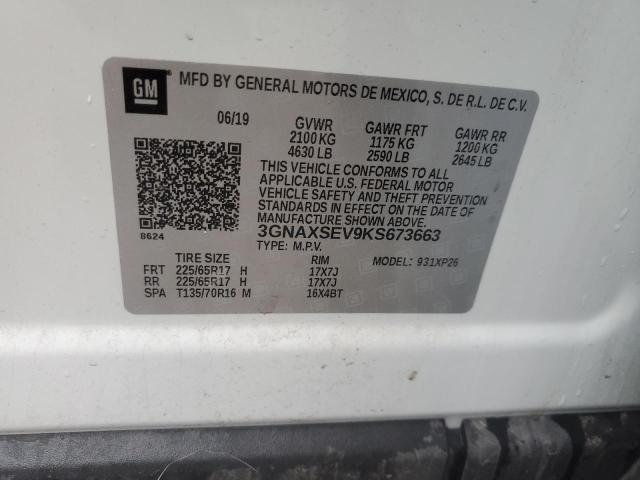 GM MFD BY GENERAL MOTORS DE MEXICO, S. DE R.L. DE C.V.
06/19 GVWR GAWR FRT GAWR RR
2100 KG 1175 KG 1200 KG
4630 LB 2590 LB 2645 LB
THIS VEHICLE CONFORMS TO ALL
APPLICABLE U.S. FEDERAL MOTOR
VEHICLE SAFETY AND THEFT PREVENTION
STANDARDS IN EFFECT ON THE DATE OF
MANUFACTURE SHOWN ABOVE.
8624 3GNAXSEV9KS673663
TYPE: M.P.V. MODEL: 931XP26
TIRE SIZE RIM
FRT 225/65R17 H 17X7J
RR 225/65R17 H 17X7J
SPA T135/70R16 M 16X4BT